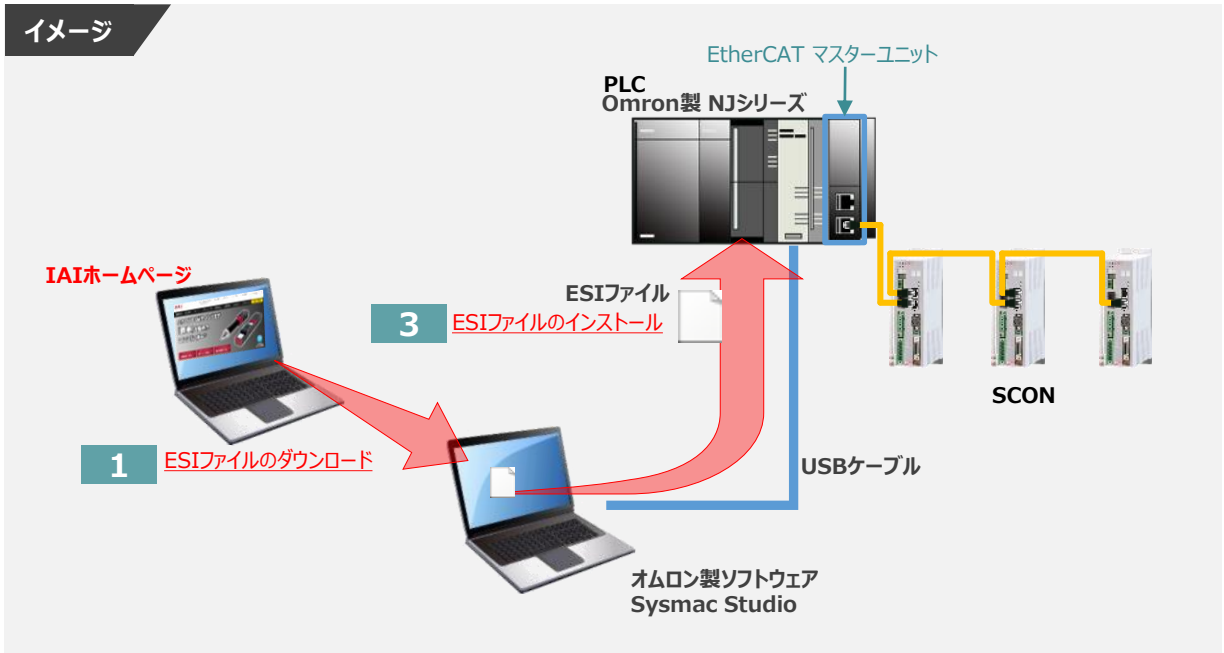 イメージ
EtherCAT マスターユニット
PLC
Omron製 NJシリーズ
IAIホームページ
ESIファイル
3
ESIファイルのインストール
SCON
1
ESIファイルのダウンロード
USBケーブル
オムロン製ソフトウェア
Sysmac Studio